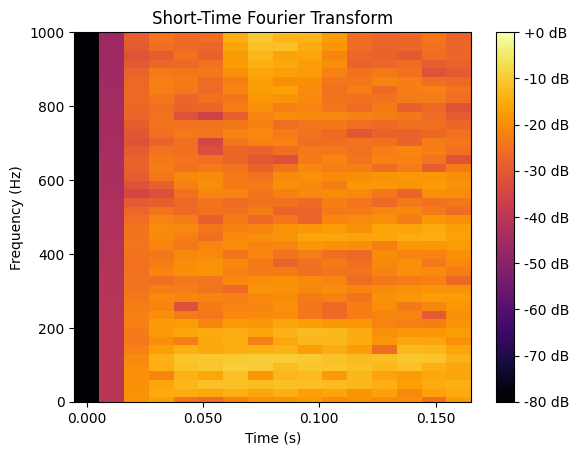 Short-Time Fourier Transform
1000
800
600
400
200
0
Frequency (Hz)
0.000
0.050
0.100
0.150
Time (s)
+0 dB
-10 dB
-20 dB
-30 dB
-40 dB
-50 dB
-60 dB
-70 dB
-80 dB